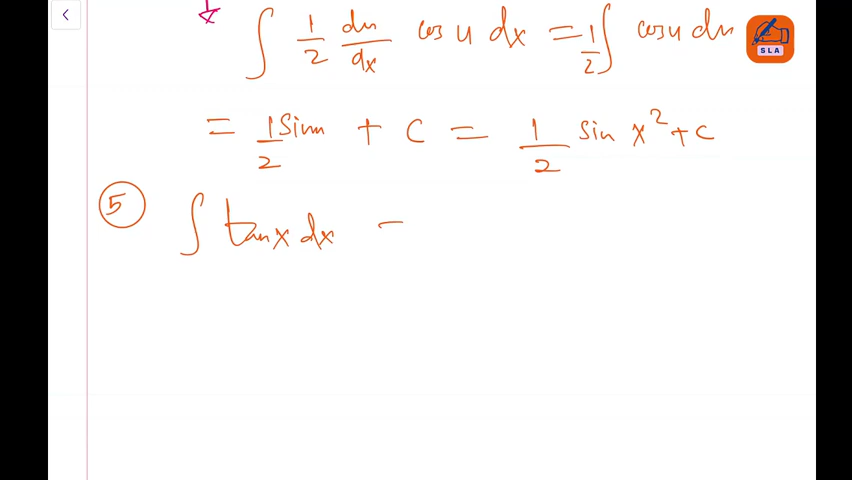 ∫ 1/2 du/dx cos u dx = 1/2 ∫ cos u du
SLA
= 1/2 sin u + c = 1/2 sin x² + c
⑤ ∫ tan x dx =